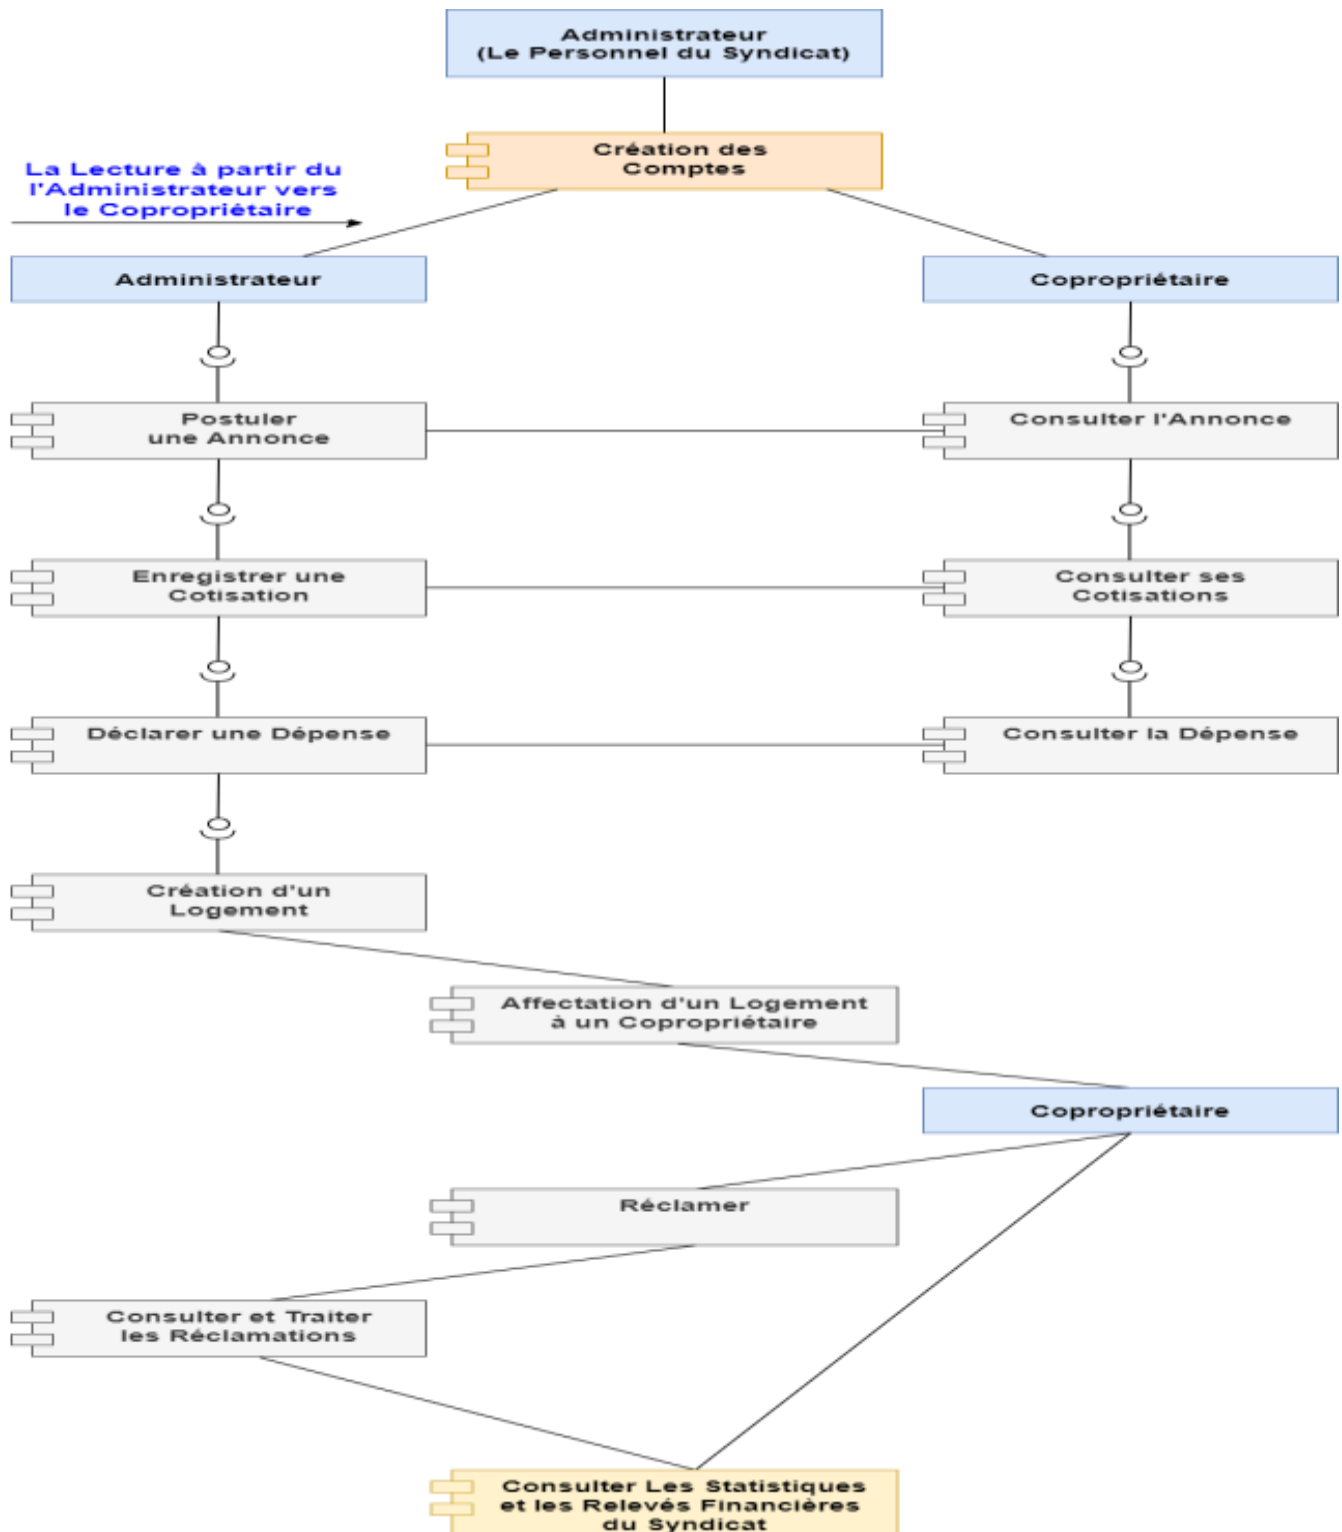 Administrateur
(Le Personnel du Syndicat)
Création des
Comptes
La Lecture à partir du
l'Administrateur vers
le Copropriétaire
Administrateur
Copropriétaire
Postuler
une Annonce
Consulter l'Annonce
Enregistrer une
Cotisation
Consulter ses
Cotisations
Déclarer une Dépense
Consulter la Dépense
Création d'un
Logement
Affectation d'un Logement
à un Copropriétaire
Copropriétaire
Réclamer
Consulter et Traiter
les Réclamations
Consulter Les Statistiques
et les Relevés Financières
du Syndicat